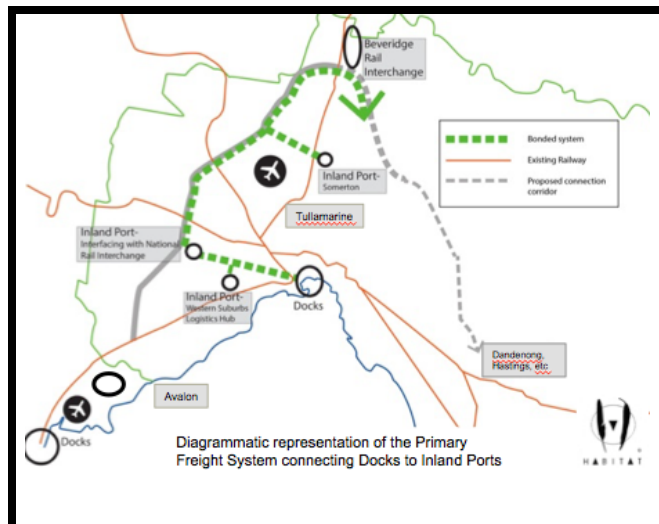 Beveridge
Rail
Interchange
Bonded system
Existing Railway
Proposed connection
corridor
Inland Port-
Somerton
Tullamarine
Inland Port-
Interfacing with National
Rail Interchange
Inland Port-
Western Suburbs
Logistics Hub
Docks
Dandenong,
Hastings, etc
Avalon
Docks
Diagrammatic representation of the Primary
Freight System connecting Docks to Inland Ports
HABITAT